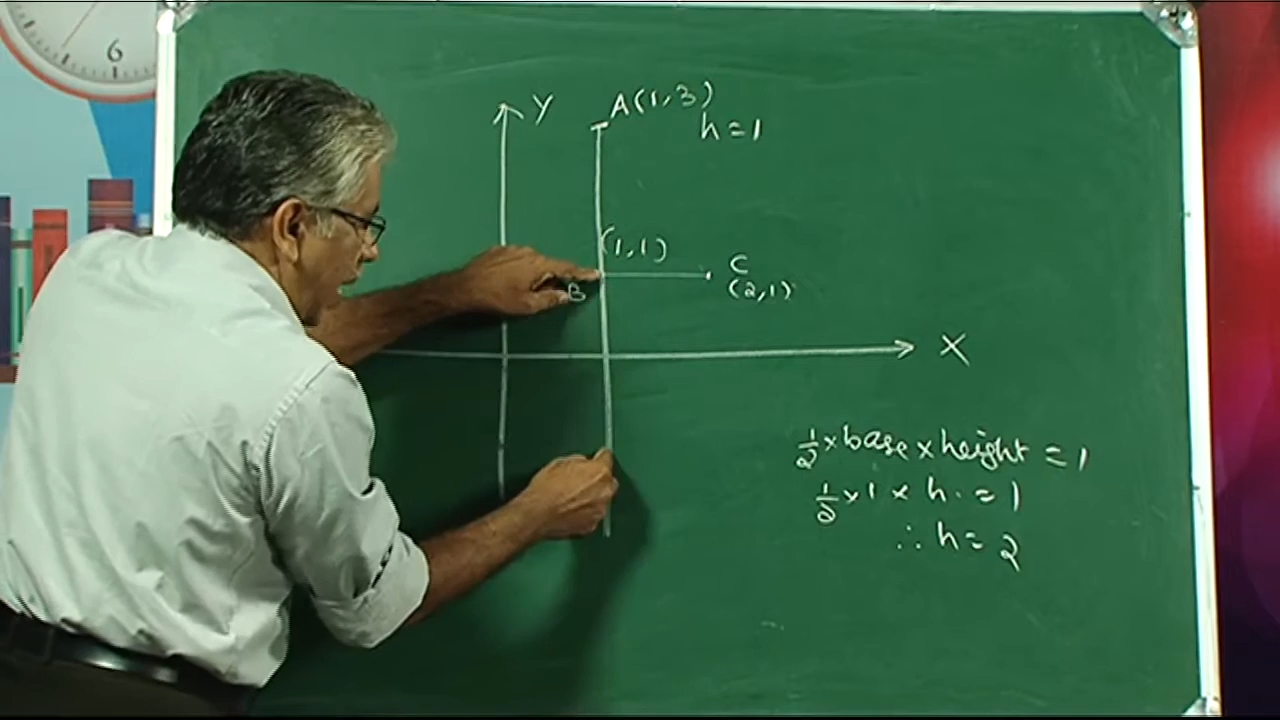 6
Y
A(1,3)
h=1
(1,1)
B
C
(2,1)
X
1/2 × base × height = 1
1/2 × 1 × h. = 1
∴ h = 2